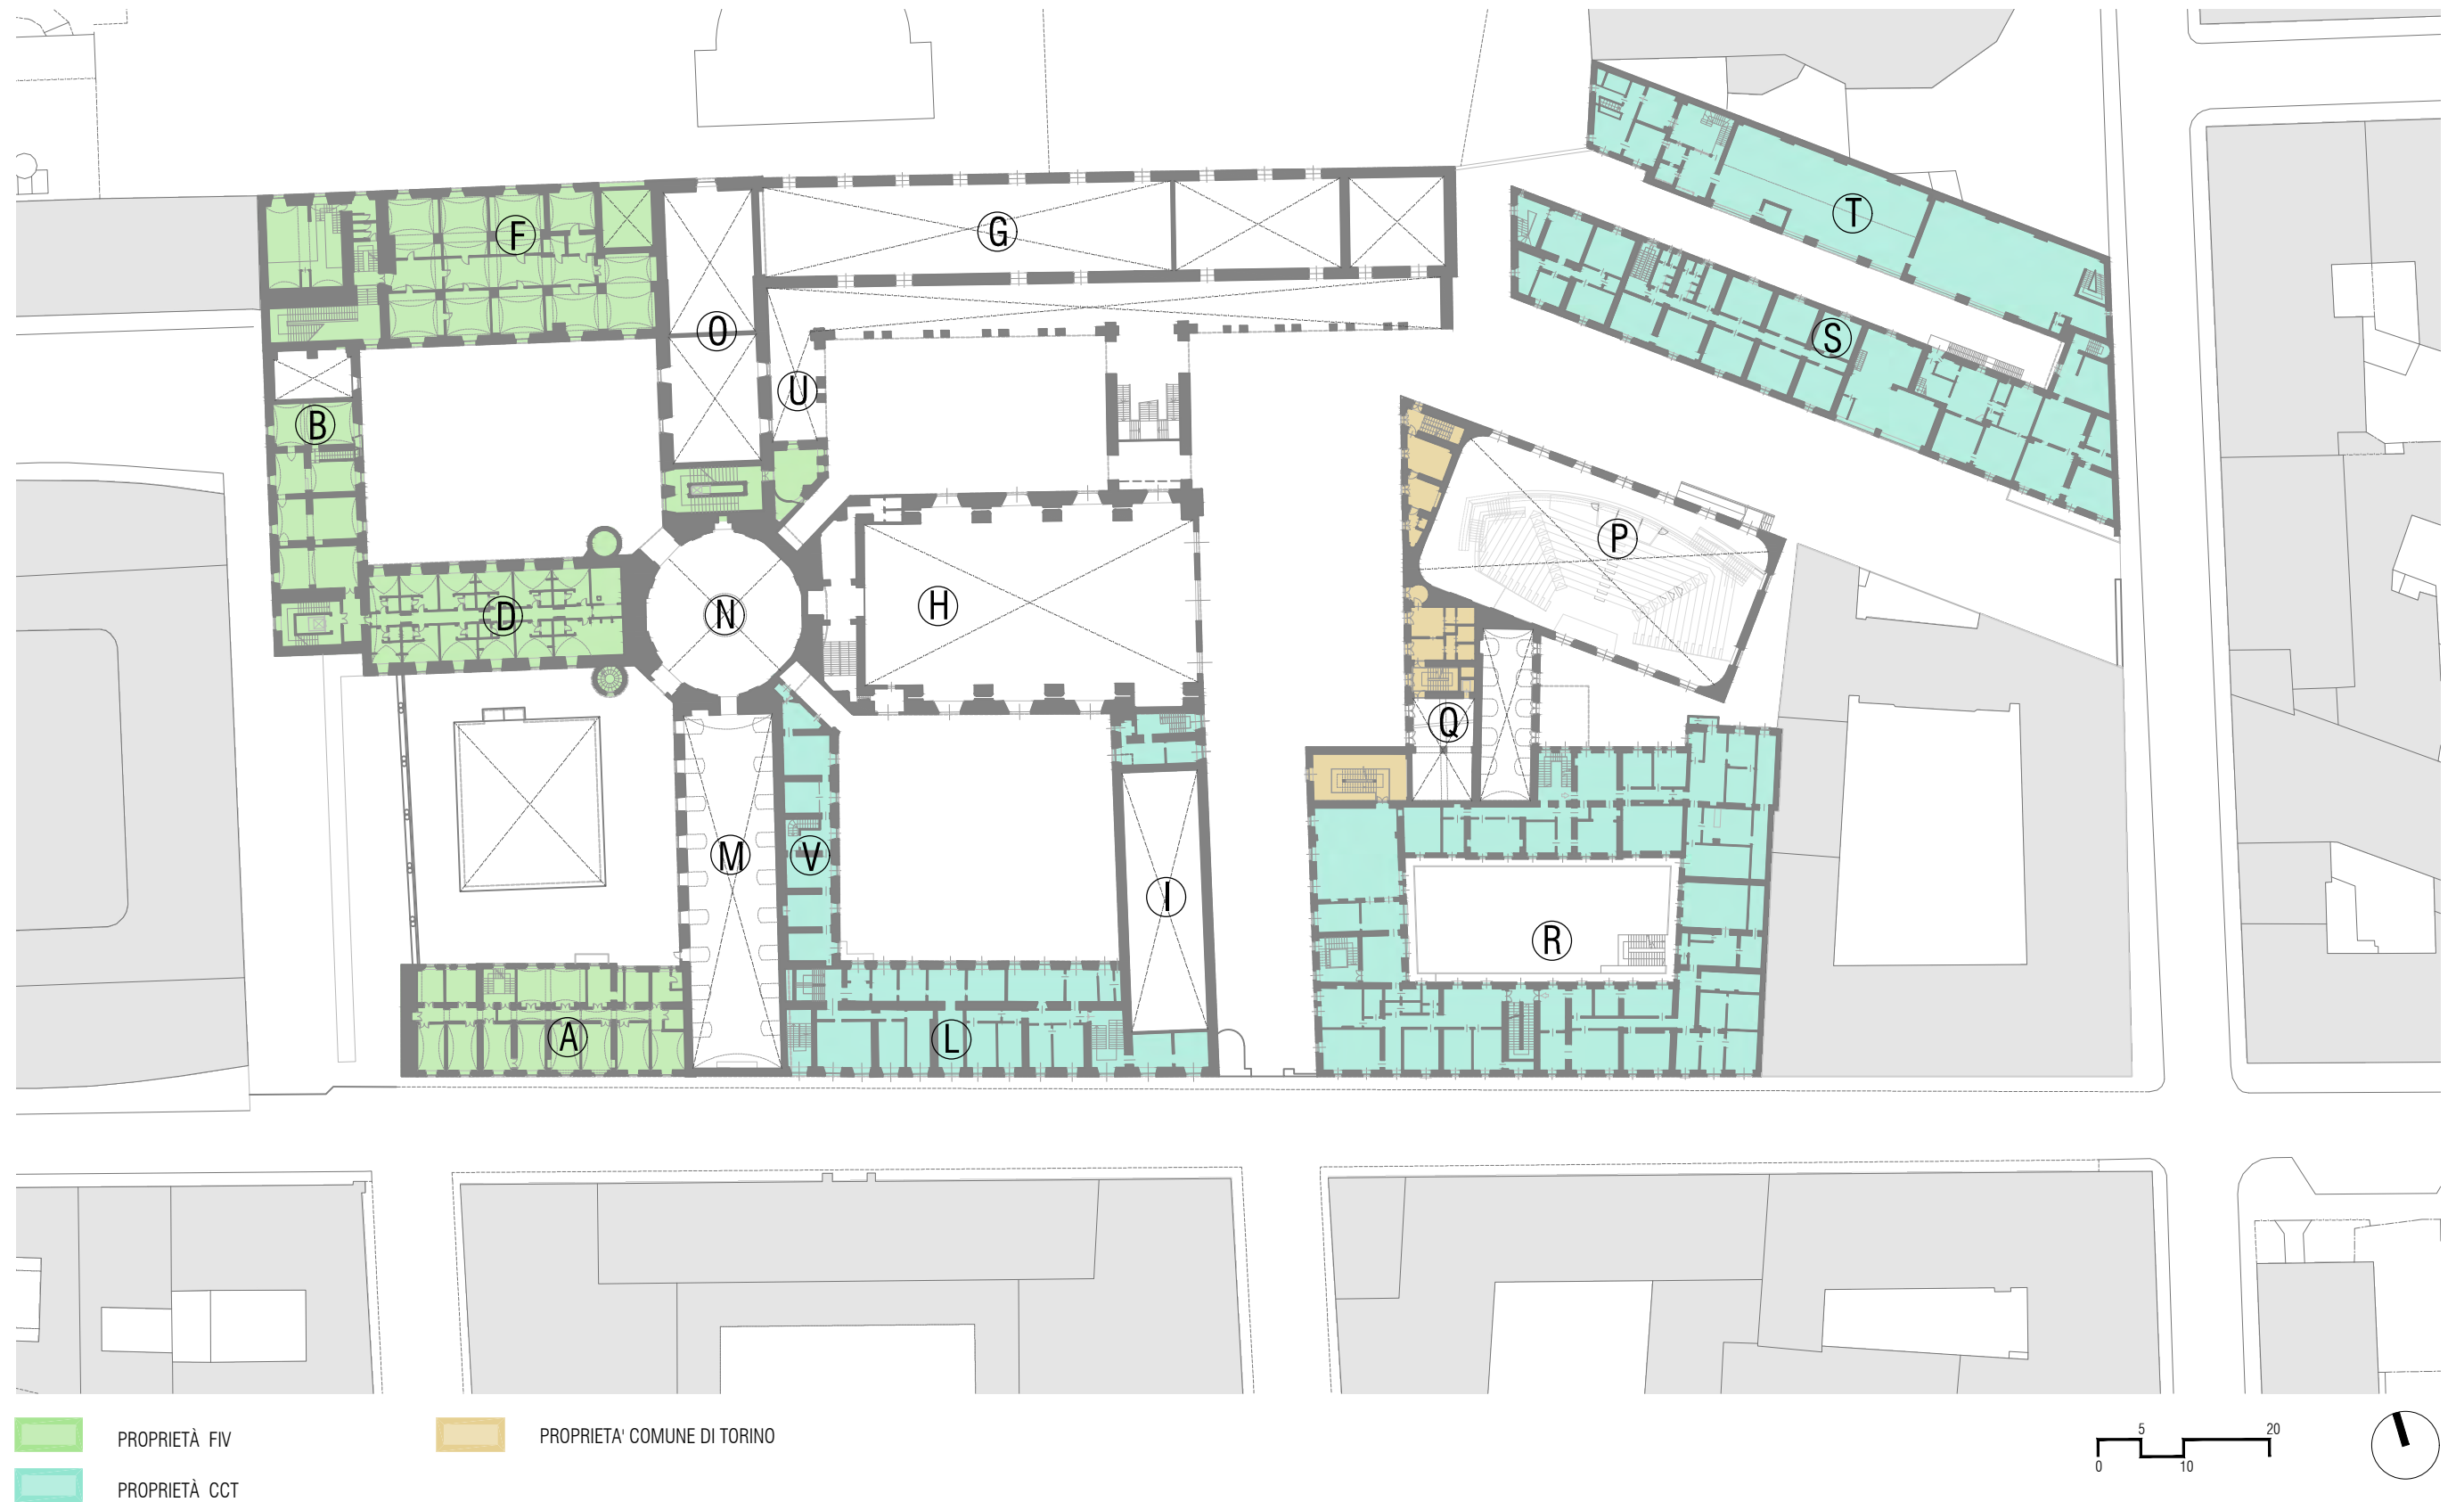 T
F
G
O
S
U
B
P
N
D
H
Q
M
V
I
R
A
L
PROPRIETÀ FIV
PROPRIETA' COMUNE DI TORINO
PROPRIETÀ CCT
5 20
0 10